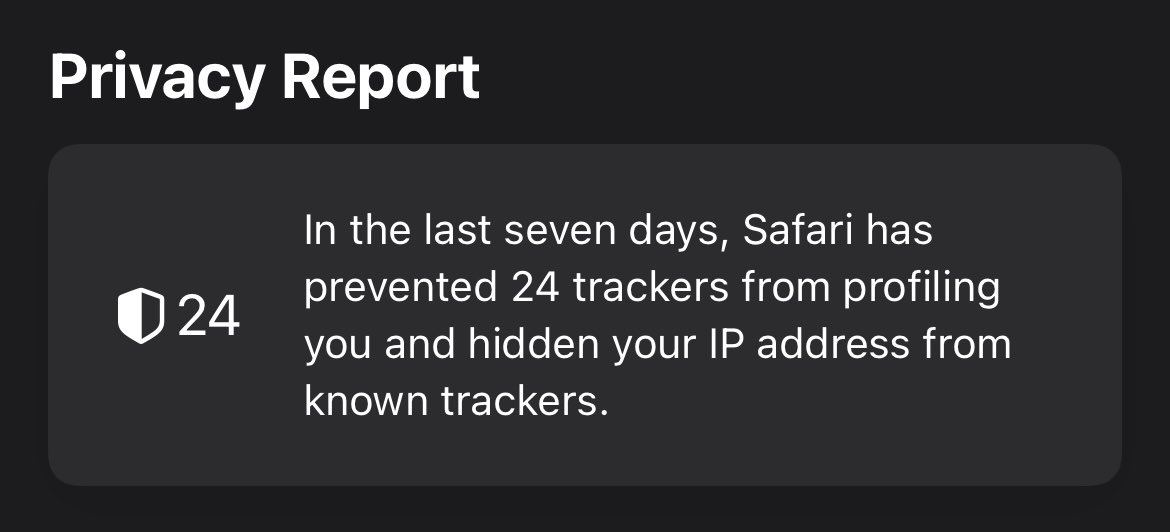 Privacy Report
24
In the last seven days, Safari has
prevented 24 trackers from profiling
you and hidden your IP address from
known trackers.